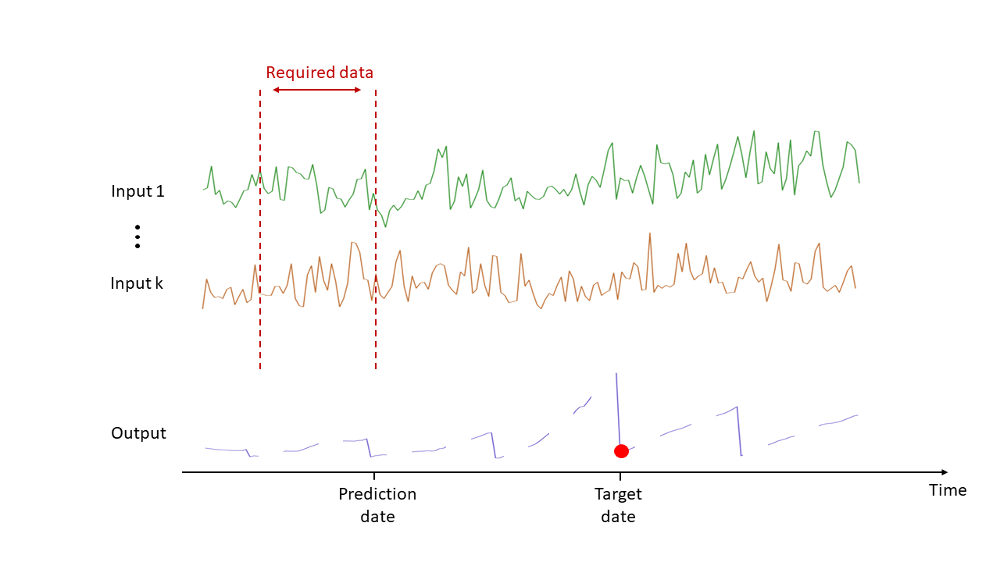 Required data
Input 1
Input k
Output
Prediction
date
Target
date
Time